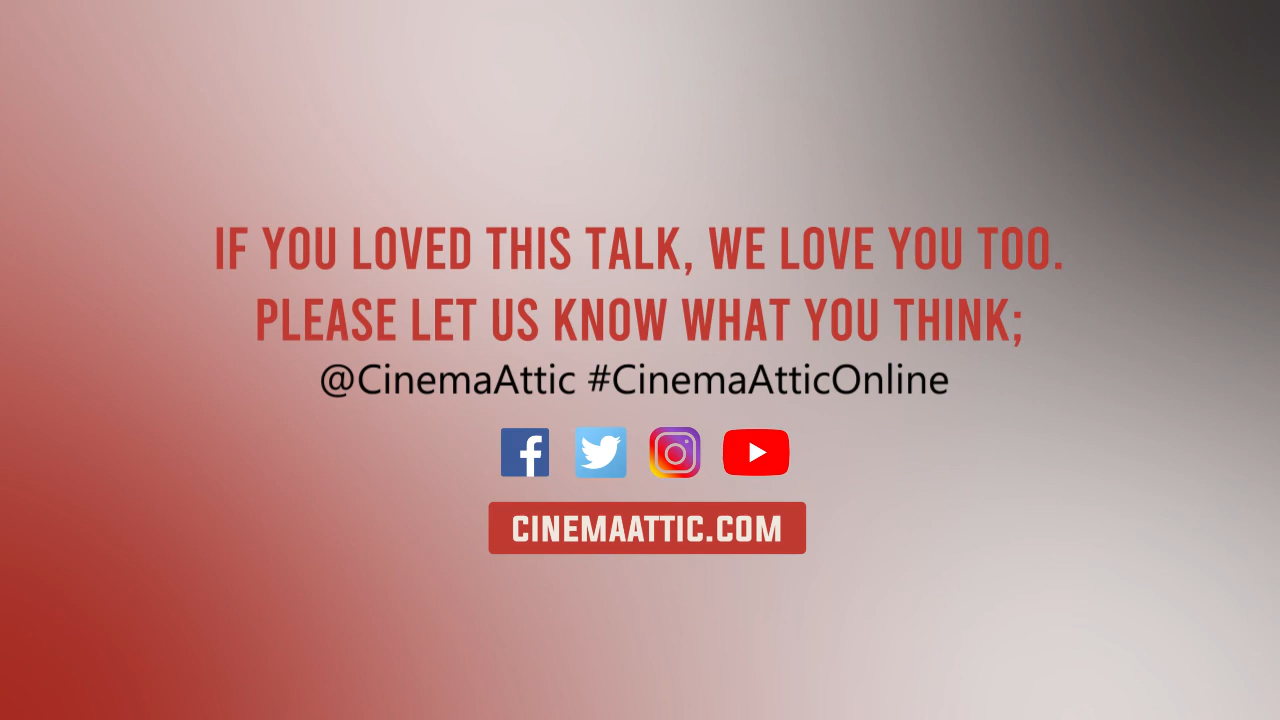 IF YOU LOVED THIS TALK, WE LOVE YOU TOO.
PLEASE LET US KNOW WHAT YOU THINK;
@CinemaAttic #CinemaAtticOnline
CINEMAATTIC.COM